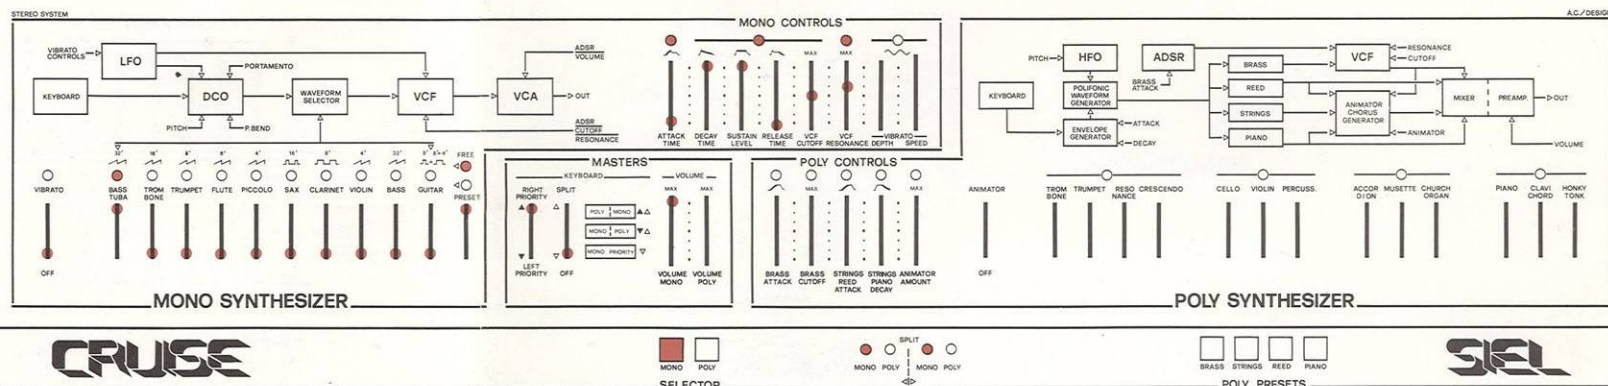 STEREO SYSTEM
A.C./DESIGN
MONO CONTROLS
VIBRATO
CONTROLS
LFO
PORTAMENTO
KEYBOARD
DCO
WAVEFORM
SELECTOR
VCF
VCA
OUT
ADSR
VOLUME
PITCH
P.BEND
ADSR
CUTOFF
RESONANCE
MAX MAX
ATTACK TIME
DECAY TIME
SUSTAIN LEVEL
RELEASE TIME
VCF CUTOFF
VCF RESONANCE
VIBRATO
DEPTH SPEED
32' 16' 8' 8' 4' 16' 8' 4' 32' 8' 8'+4'
FREE
PRESET
VIBRATO
BASS TUBA
TROM BONE
TRUMPET
FLUTE
PICCOLO
SAX
CLARINET
VIOLIN
BASS
GUITAR
OFF
MONO SYNTHESIZER
MASTERS
KEYBOARD
VOLUME
RIGHT PRIORITY
SPLIT
MAX MAX
POLY MONO
MONO POLY
MONO PRIORITY
LEFT PRIORITY
OFF
VOLUME MONO
VOLUME POLY
POLY CONTROLS
MAX MAX
BRASS ATTACK
BRASS CUTOFF
STRINGS REED ATTACK
STRINGS PIANO DECAY
ANIMATOR AMOUNT
PITCH
HFO
ADSR
KEYBOARD
POLIFONIC
WAVEFORM
GENERATOR
BRASS
ATTACK
ENVELOPE
GENERATOR
ATTACK
DECAY
BRASS
REED
STRINGS
PIANO
VCF
RESONANCE
CUTOFF
ANIMATOR
CHORUS
GENERATOR
ANIMATOR
MIXER
PREAMP.
OUT
VOLUME
ANIMATOR
OFF
TROM BONE
TRUMPET
RESO NANCE
CRESCENDO
CELLO
VIOLIN
PERCUSS.
ACCOR DION
MUSETTE
CHURCH ORGAN
PIANO
CLAVI CHORD
HONKY TONK
POLY SYNTHESIZER
CRUISE
MONO POLY
SELECTOR
SPLIT
MONO POLY MONO POLY
BRASS STRINGS REED PIANO
POLY PRESETS
SIEL